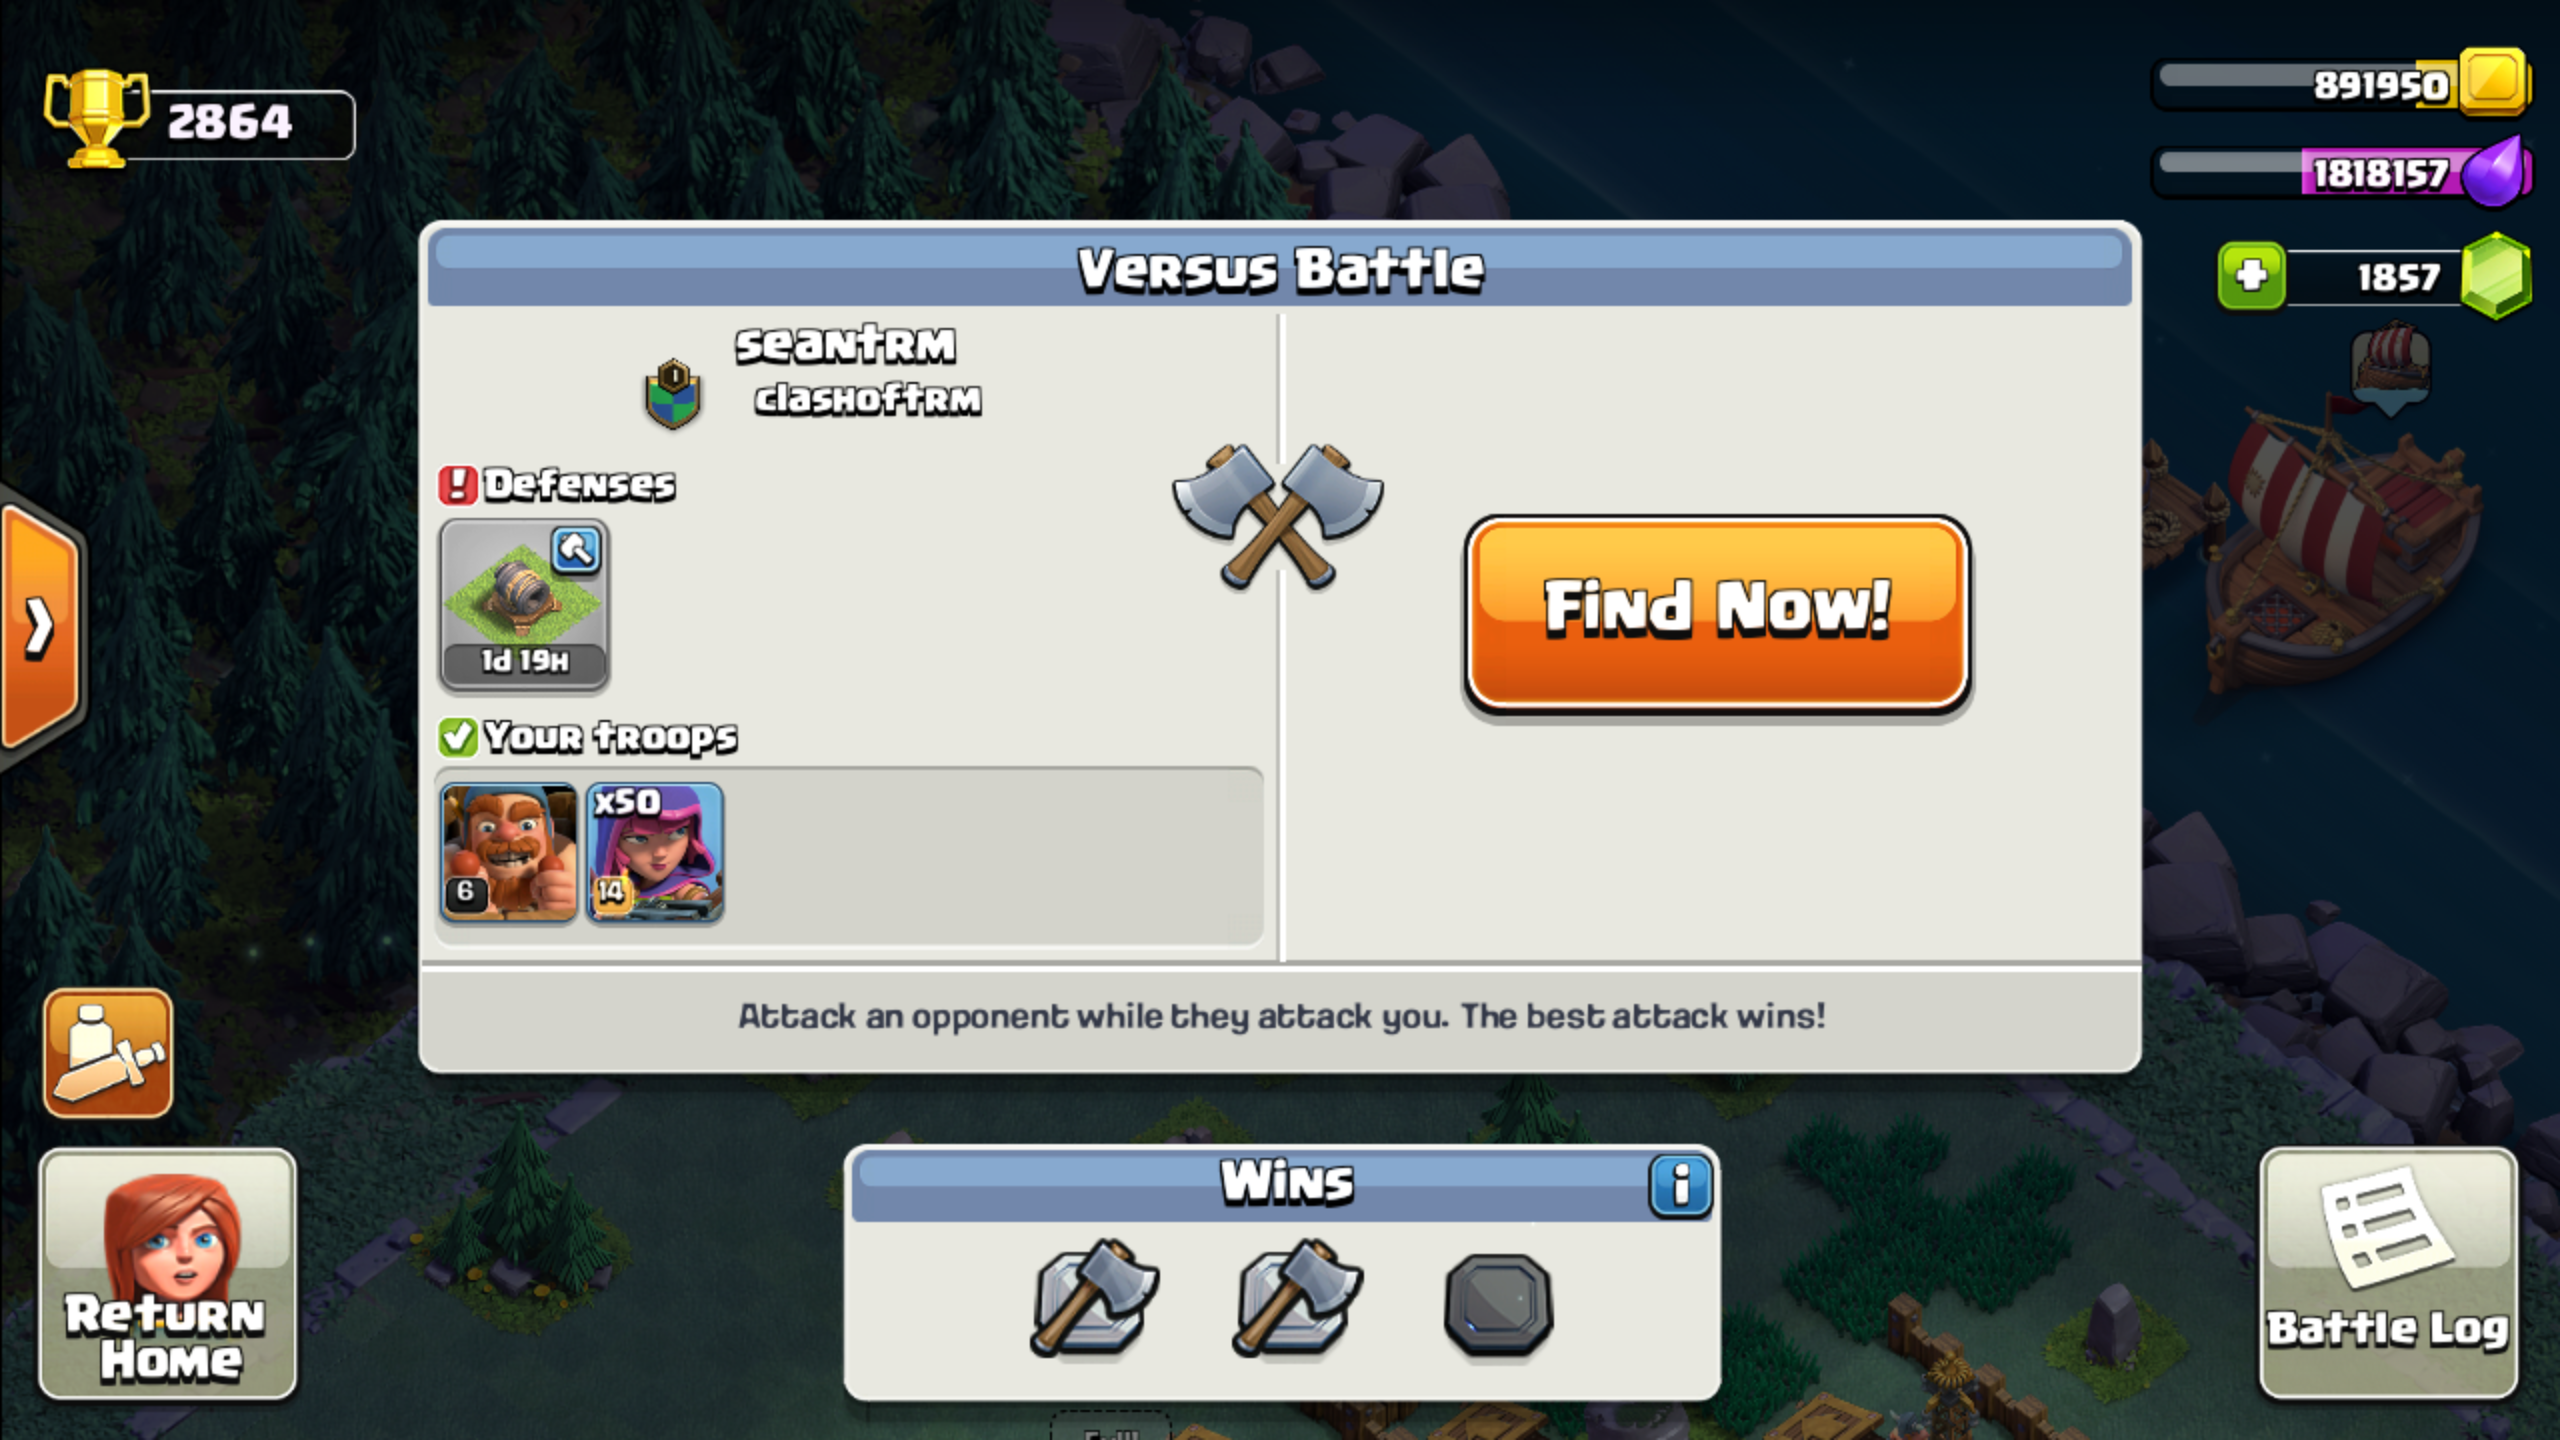 2864
891950
1818157
1857
Versus Battle
seantrm
clashoftrm
1
Defenses
1d 19h
Find Now!
Your troops
x50
6
14
Attack an opponent while they attack you. The best attack wins!
Wins
i
Return
Home
Battle Log